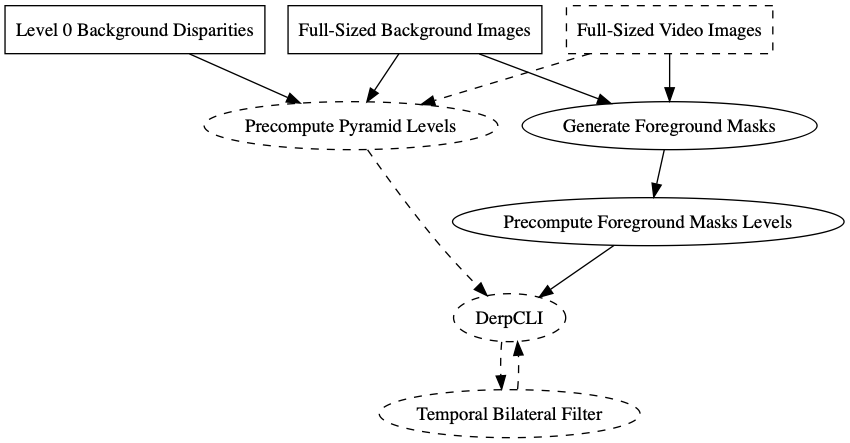 Level 0 Background Disparities
Full-Sized Background Images
Full-Sized Video Images
Precompute Pyramid Levels
Generate Foreground Masks
Precompute Foreground Masks Levels
DerpCLI
Temporal Bilateral Filter